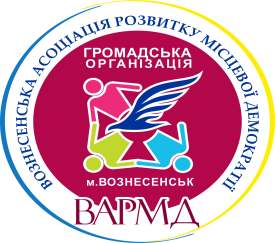 ВОЗНЕСЕНСЬКА АСОЦІАЦІЯ РОЗВИТКУ МІСЦЕВОЇ ДЕМОКРАТІЇ
ГРОМАДСЬКА
ОРГАНІЗАЦІЯ
м.ВОЗНЕСЕНСЬК
ВАРМД